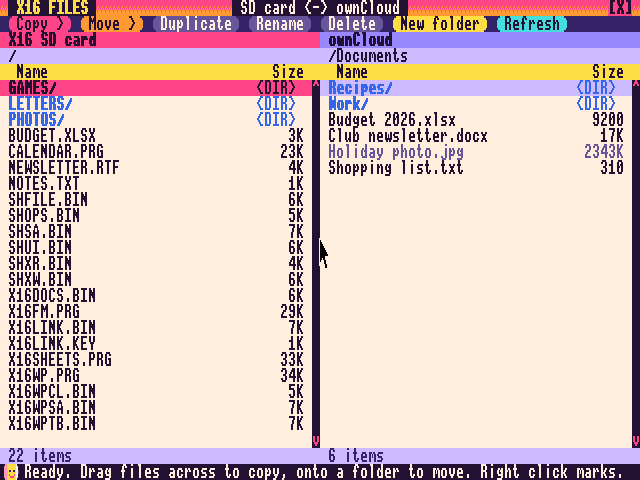 X16 FILES SD card <-> ownCloud [X]
Copy > Move > Duplicate Rename Delete New folder Refresh
X16 SD card
/
Name Size
GAMES/ <DIR>
LETTERS/ <DIR>
PHOTOS/ <DIR>
BUDGET.XLSX 3K
CALENDAR.PRG 23K
NEWSLETTER.RTF 4K
NOTES.TXT 1K
SHFILE.BIN 6K
SHOPS.BIN 5K
SHSA.BIN 7K
SHUI.BIN 6K
SHXR.BIN 4K
SHXW.BIN 6K
X16DOCS.BIN 6K
X16FM.PRG 29K
X16LINK.BIN 7K
X16LINK.KEY 1K
X16SHEETS.PRG 33K
X16WP.PRG 34K
X16WPCL.BIN 5K
X16WPSA.BIN 7K
X16WPTB.BIN 7K
22 items
ownCloud
/Documents
Name Size
Recipes/ <DIR>
Work/ <DIR>
Budget 2026.xlsx 9200
Club newsletter.docx 17K
Holiday photo.jpg 2343K
Shopping list.txt 310
6 items
Ready. Drag files across to copy, onto a folder to move. Right click marks.